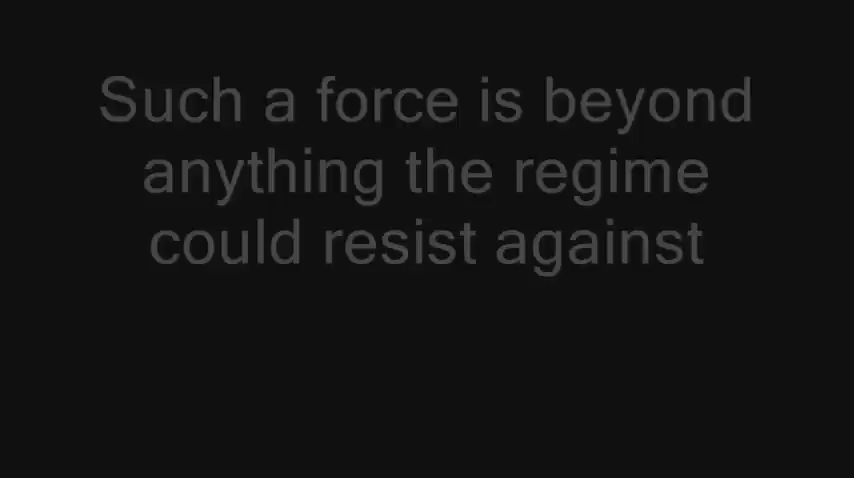 Such a force is beyond
anything the regime
could resist against